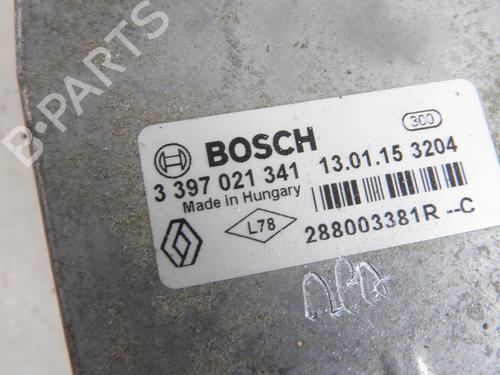 B-PARTS
300
BOSCH
3 397 021 341 13.01.15 3204
Made in Hungary
L78
288003381R --C